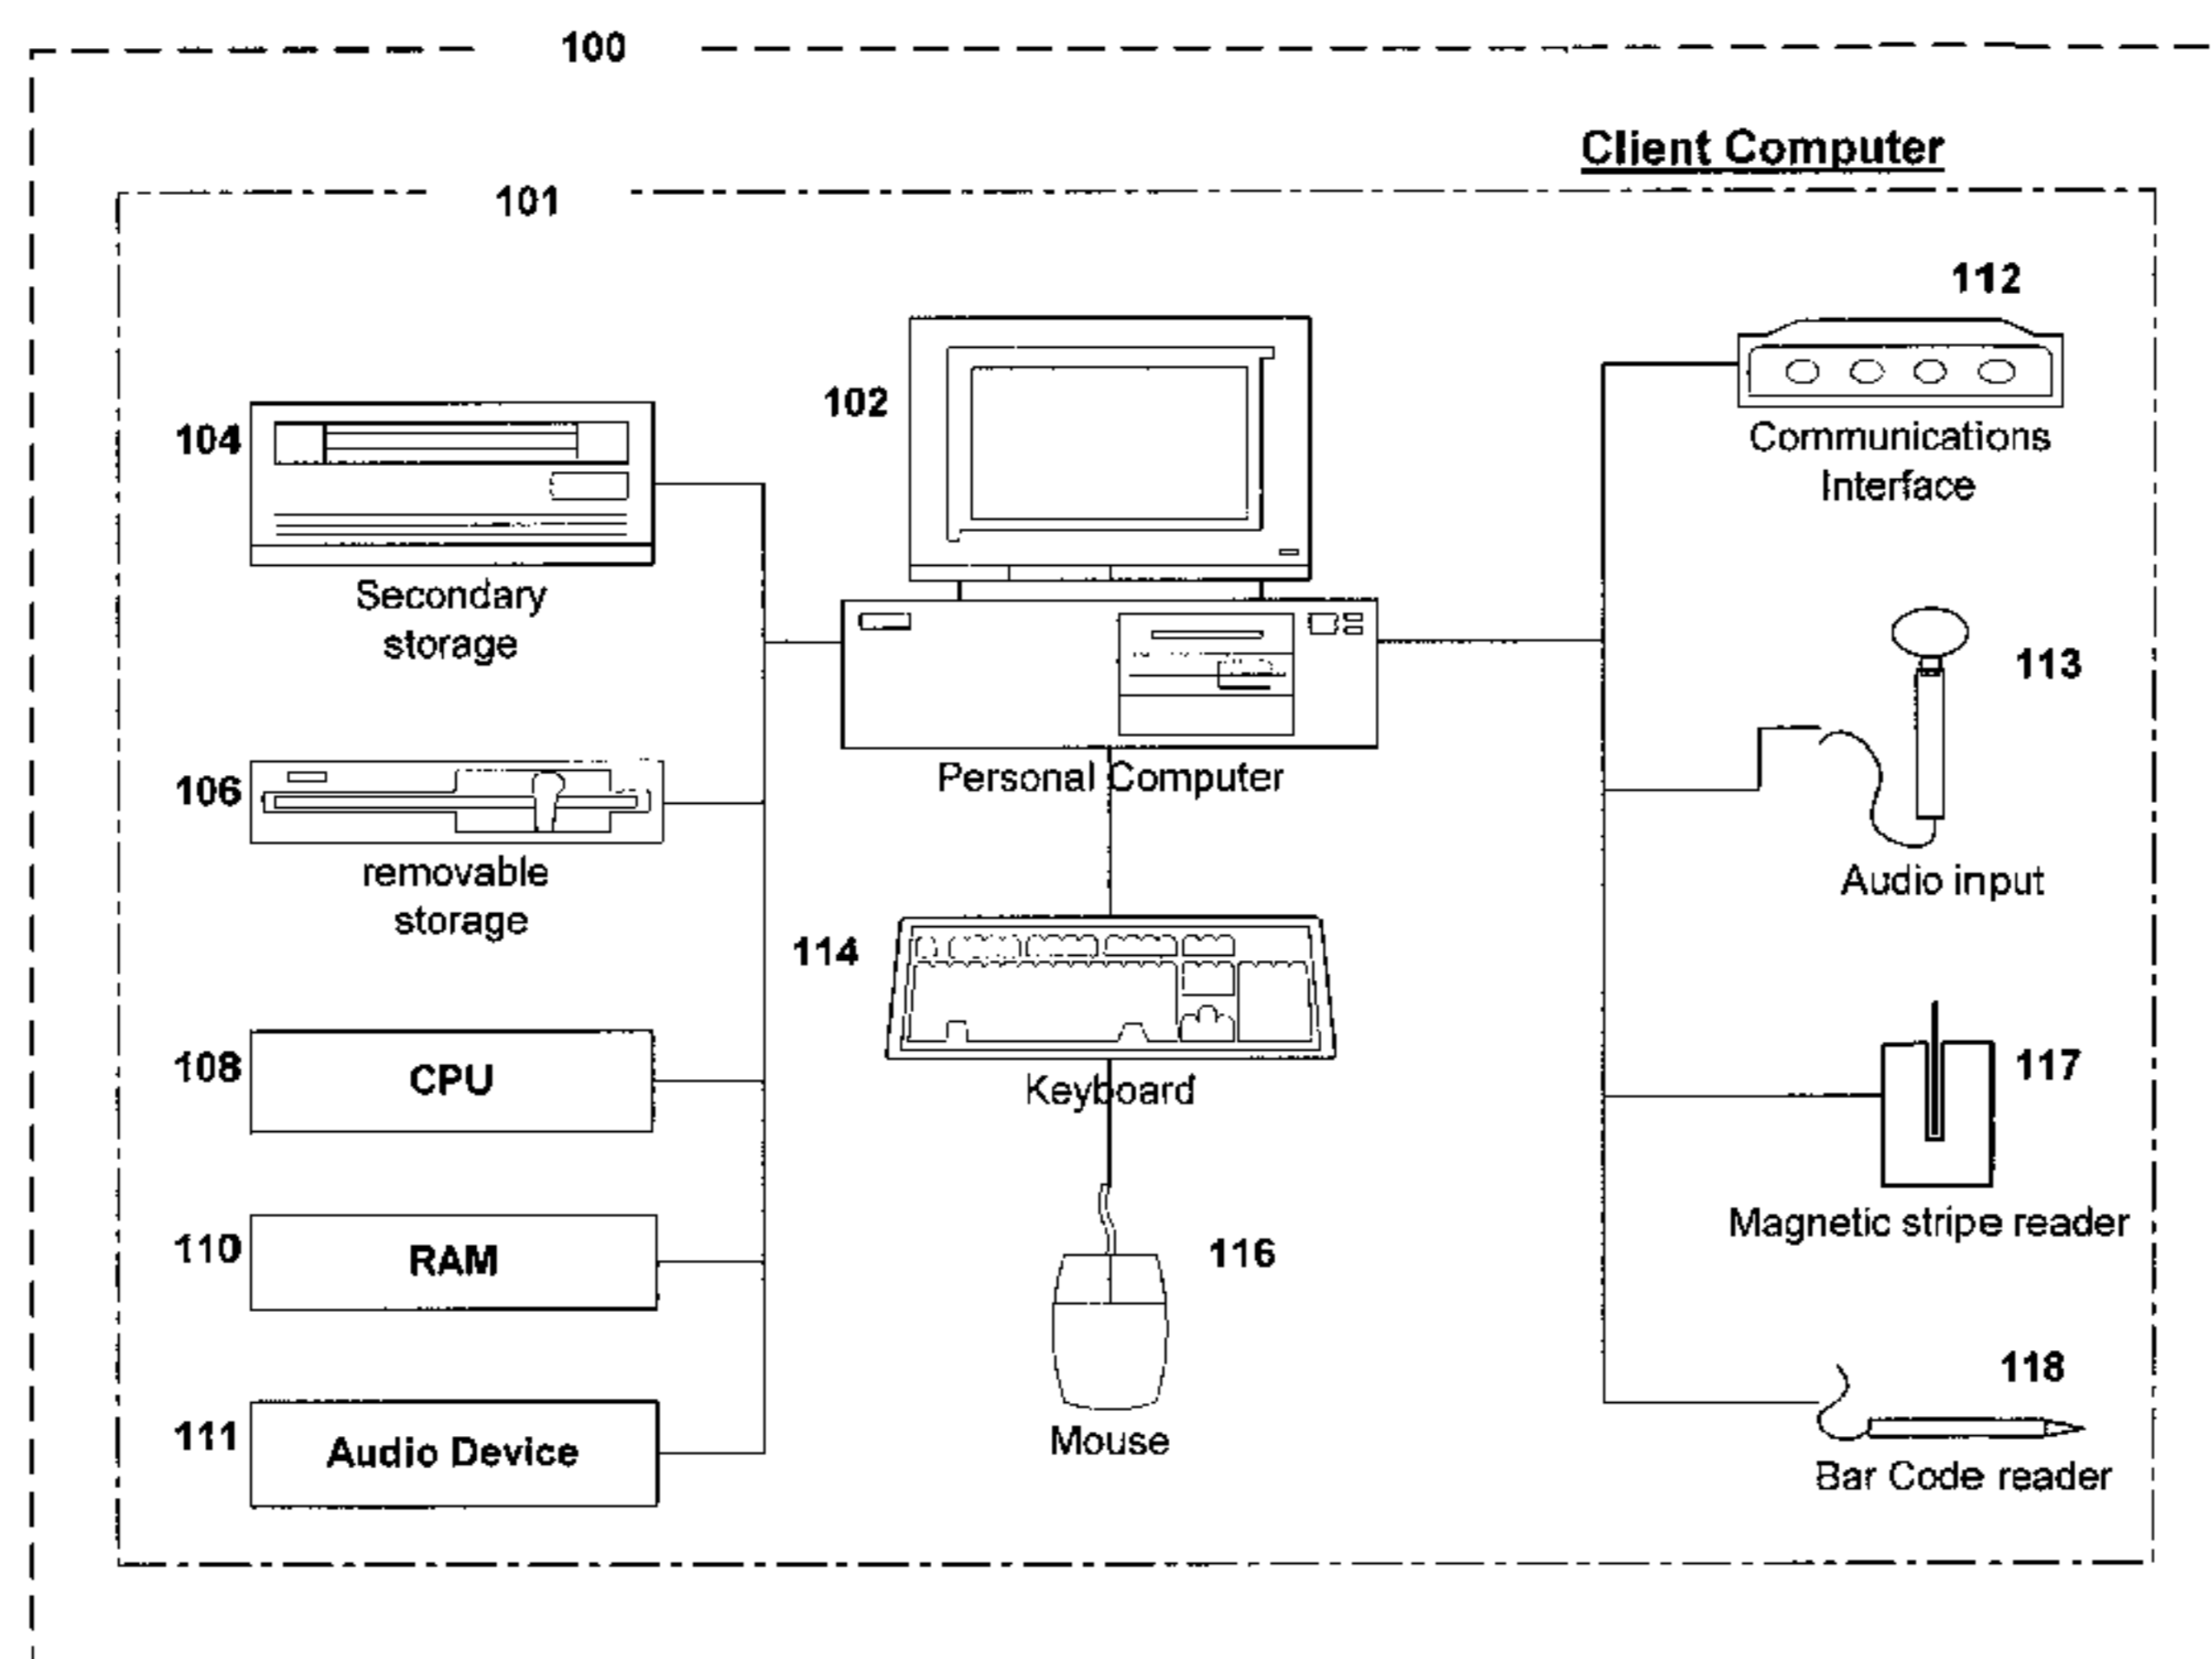 100
Client Computer
101
112
102
104
Communications
Interface
Secondary
storage
113
Personal Computer
106
removable
storage
Audio input
114
108
CPU
Keyboard
117
Magnetic stripe reader
110
RAM
116
118
111
Audio Device
Mouse
Bar Code reader